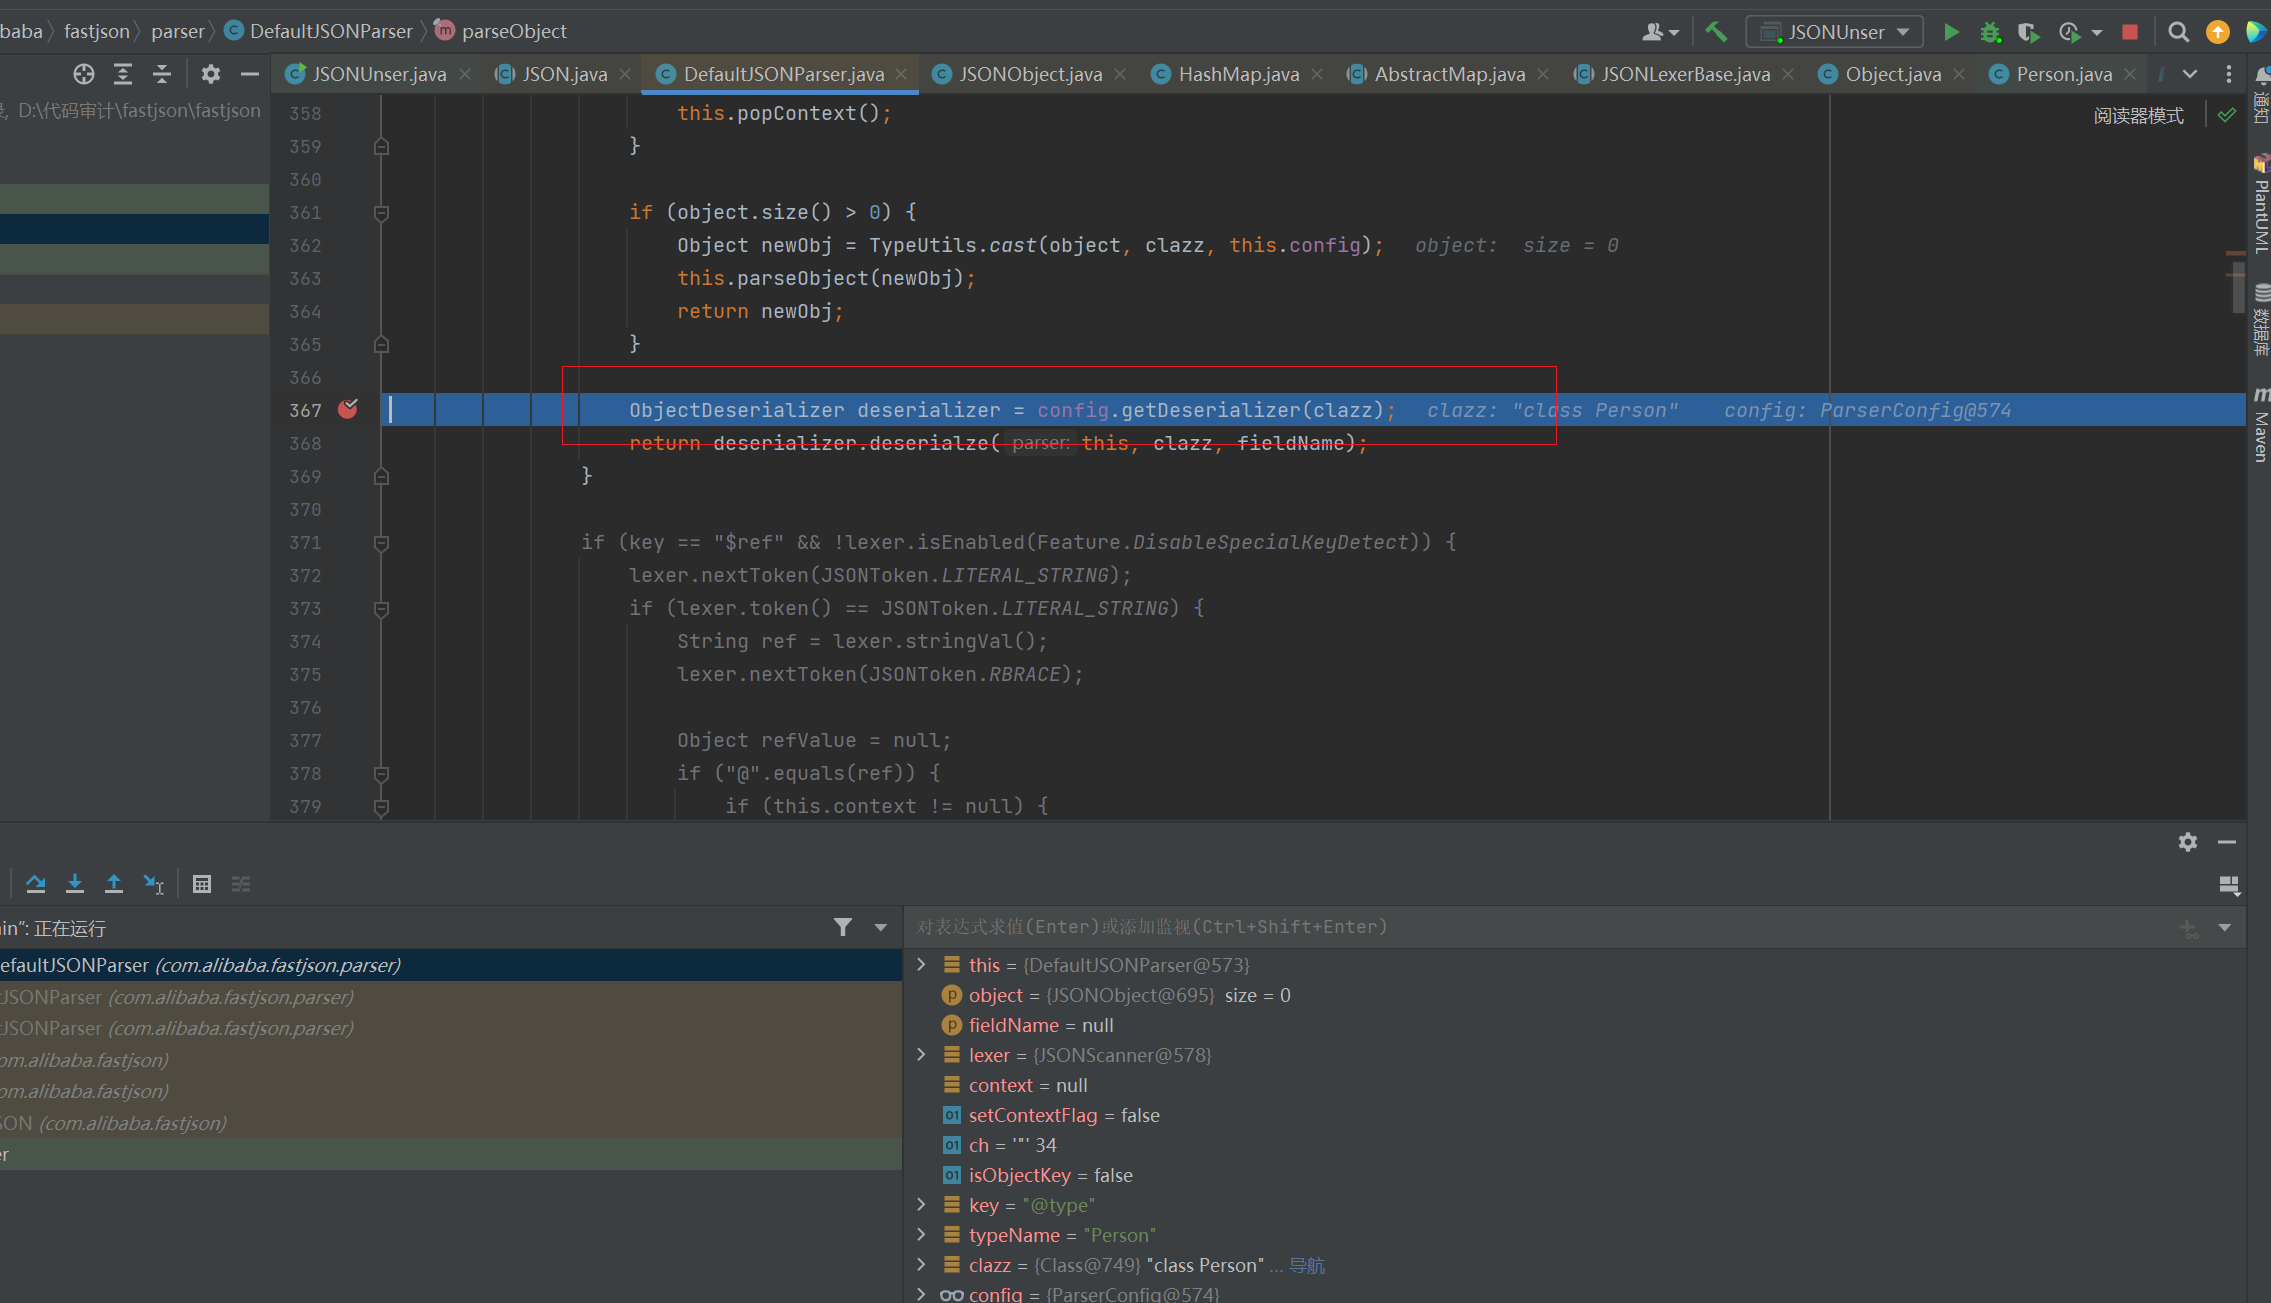 baba 〉 fastjson 〉 parser 〉 DefaultJSONParser 〉 parseObject
JSONUnser
JSONUnser.java JSON.java DefaultJSONParser.java JSONObject.java HashMap.java AbstractMap.java JSONLexerBase.java Object.java Person.java
D:\代码审计\fastjson\fastjson
阅读器模式
358 this.popContext();
359 }
360
361 if (object.size() > 0) {
362 Object newObj = TypeUtils.cast(object, clazz, this.config); object: size = 0
363 this.parseObject(newObj);
364 return newObj;
365 }
366
367 ObjectDeserializer deserializer = config.getDeserializer(clazz); clazz: "class Person" config: ParserConfig@574
368 return deserializer.deserialze( parser: this, clazz, fieldName);
369 }
370
371 if (key == "$ref" && !lexer.isEnabled(Feature.DisableSpecialKeyDetect)) {
372 lexer.nextToken(JSONToken.LITERAL_STRING);
373 if (lexer.token() == JSONToken.LITERAL_STRING) {
374 String ref = lexer.stringVal();
375 lexer.nextToken(JSONToken.RBRACE);
376
377 Object refValue = null;
378 if ("@".equals(ref)) {
379 if (this.context != null) {
通知
PlantUML
数据库
Maven
in": 正在运行
对表达式求值(Enter)或添加监视(Ctrl+Shift+Enter)
efaultJSONParser (com.alibaba.fastjson.parser)
tJSONParser (com.alibaba.fastjson.parser)
tJSONParser (com.alibaba.fastjson.parser)
om.alibaba.fastjson)
om.alibaba.fastjson)
SON (com.alibaba.fastjson)
er
this = {DefaultJSONParser@573}
object = {JSONObject@695} size = 0
fieldName = null
lexer = {JSONScanner@578}
context = null
setContextFlag = false
ch = '"' 34
isObjectKey = false
key = "@type"
typeName = "Person"
clazz = {Class@749} "class Person" ... 导航
config = {ParserConfig@574}